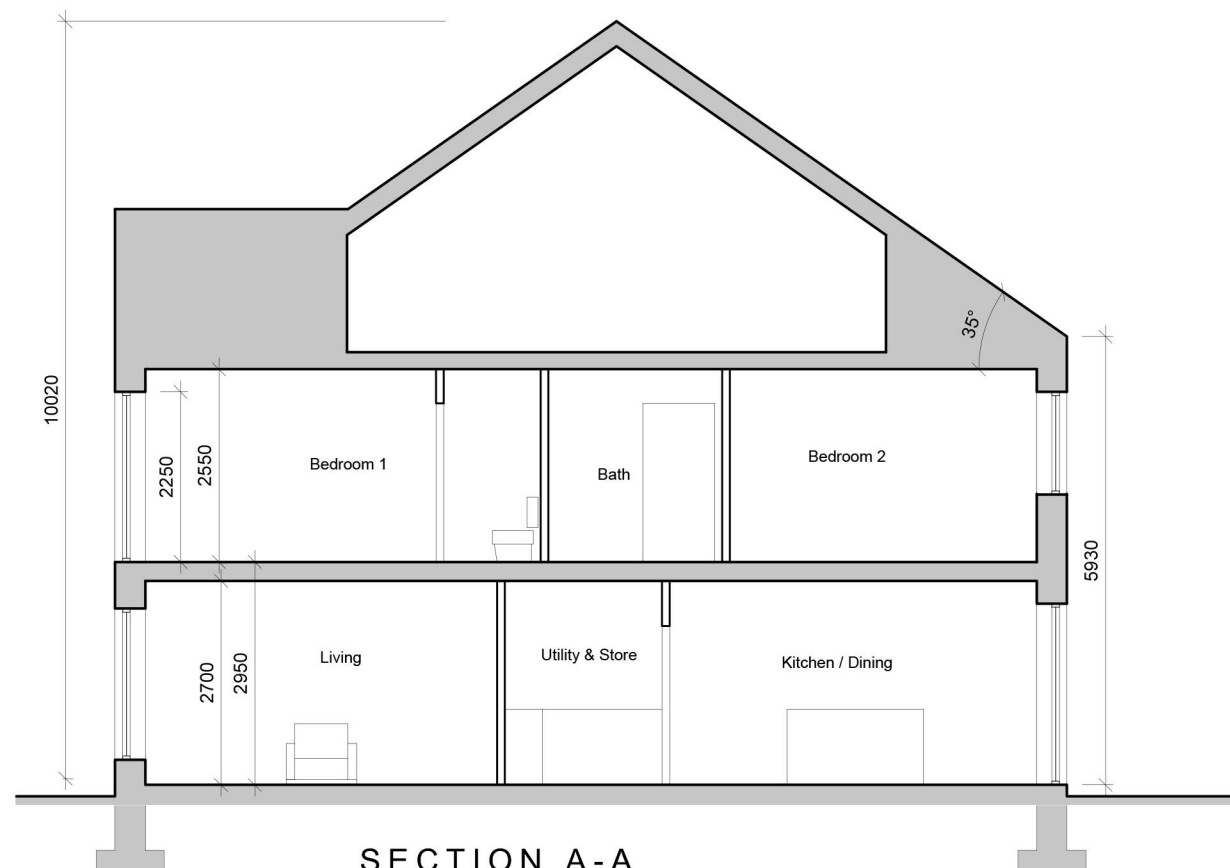 35°
10020
2250
2550
Bedroom 1
Bath
Bedroom 2
5930
2700
2950
Living
Utility & Store
Kitchen / Dining
SECTION A-A